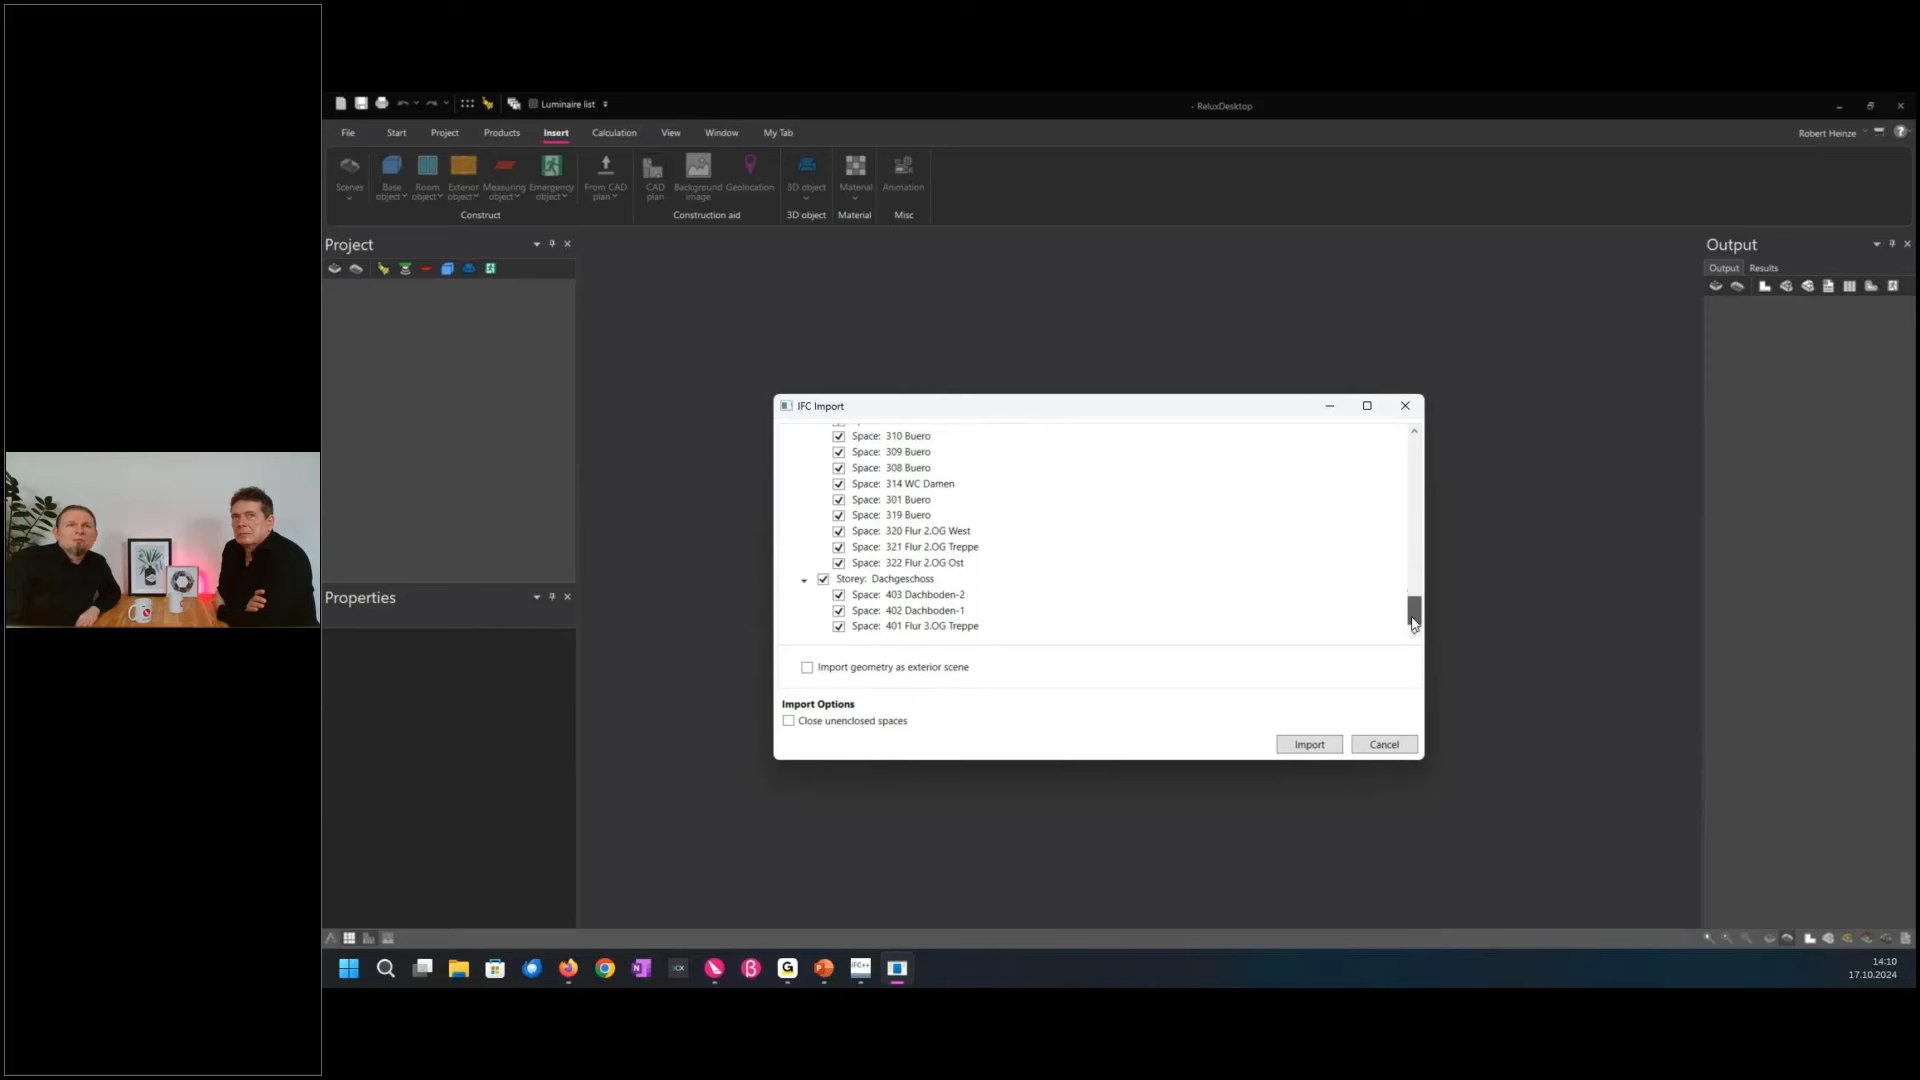 Luminaire list
- ReluxDesktop
File Start Project Products Insert Calculation View Window My Tab
Robert Heinze
Scenes
Base object
Room object
Exterior object
Measuring object
Emergency object
From CAD plan
CAD plan
Background image
Geolocation
3D object
Material
Animation
Construct
Construction aid
3D object
Material
Misc
Project
Output
Output Results
IFC Import
Space: 310 Buero
Space: 309 Buero
Space: 308 Buero
Space: 314 WC Damen
Space: 301 Buero
Space: 319 Buero
Space: 320 Flur 2.OG West
Space: 321 Flur 2.OG Treppe
Space: 322 Flur 2.OG Ost
Storey: Dachgeschoss
Space: 403 Dachboden-2
Space: 402 Dachboden-1
Space: 401 Flur 3.OG Treppe
Import geometry as exterior scene
Import Options
Close unenclosed spaces
Import Cancel
Properties
IFC++
14:10
17.10.2024